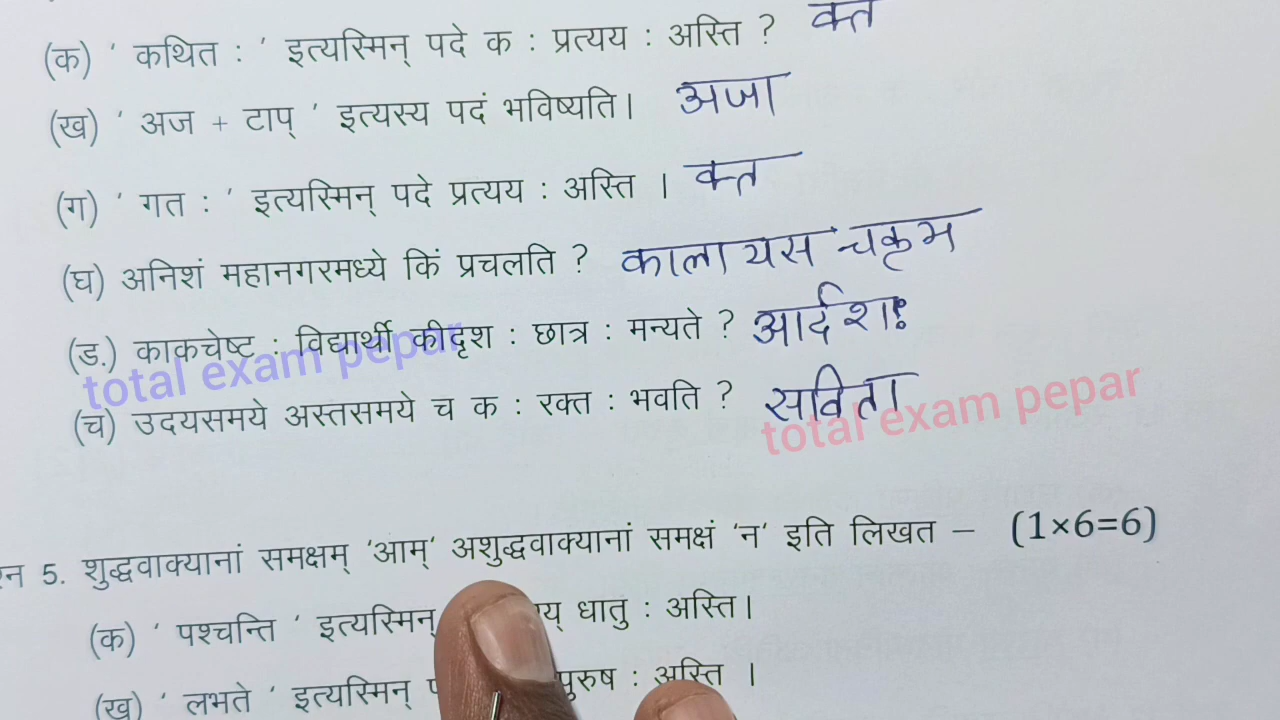 (क) ' कथित : ' इत्यस्मिन् पदे क : प्रत्यय : अस्ति ? क्त
(ख) ' अज + टाप् ' इत्यस्य पदं भविष्यति। अजा
(ग) ' गत : ' इत्यस्मिन् पदे प्रत्यय : अस्ति । क्त
(घ) अनिशं महानगरमध्ये किं प्रचलति ? कालायस चक्रम
(ड.) काकचेष्ट : विद्यार्थी कीदृश : छात्र : मन्यते ? आर्दशः
total exam pepar
(च) उदयसमये अस्तसमये च क : रक्त : भवति ? सविता
total exam pepar
न 5. शुद्धवाक्यानां समक्षम् 'आम्' अशुद्धवाक्यानां समक्षं 'न' इति लिखत – (1×6=6)
(क) ' पश्चन्ति ' इत्यस्मिन् य् धातु : अस्ति।
(ख) ' लभते ' इत्यस्मिन् पुरुष : अस्ति ।